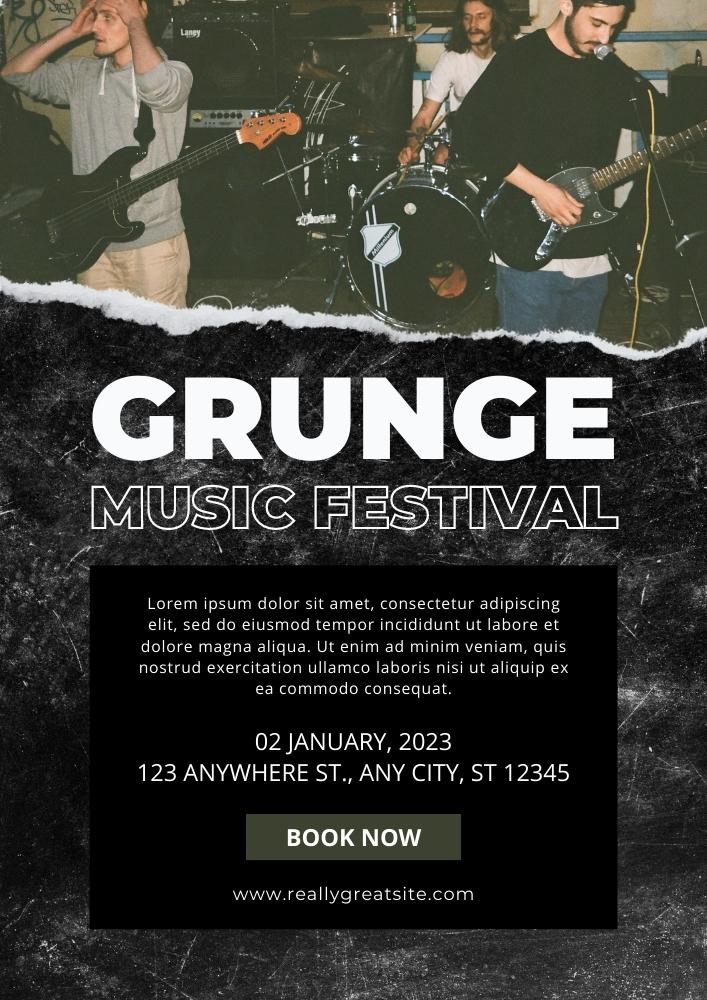 Laney
Millenium
GRUNGE
MUSIC FESTIVAL
Lorem ipsum dolor sit amet, consectetur adipiscing
elit, sed do eiusmod tempor incididunt ut labore et
dolore magna aliqua. Ut enim ad minim veniam, quis
nostrud exercitation ullamco laboris nisi ut aliquip ex
ea commodo consequat.
02 JANUARY, 2023
123 ANYWHERE ST., ANY CITY, ST 12345
BOOK NOW
www.reallygreatsite.com